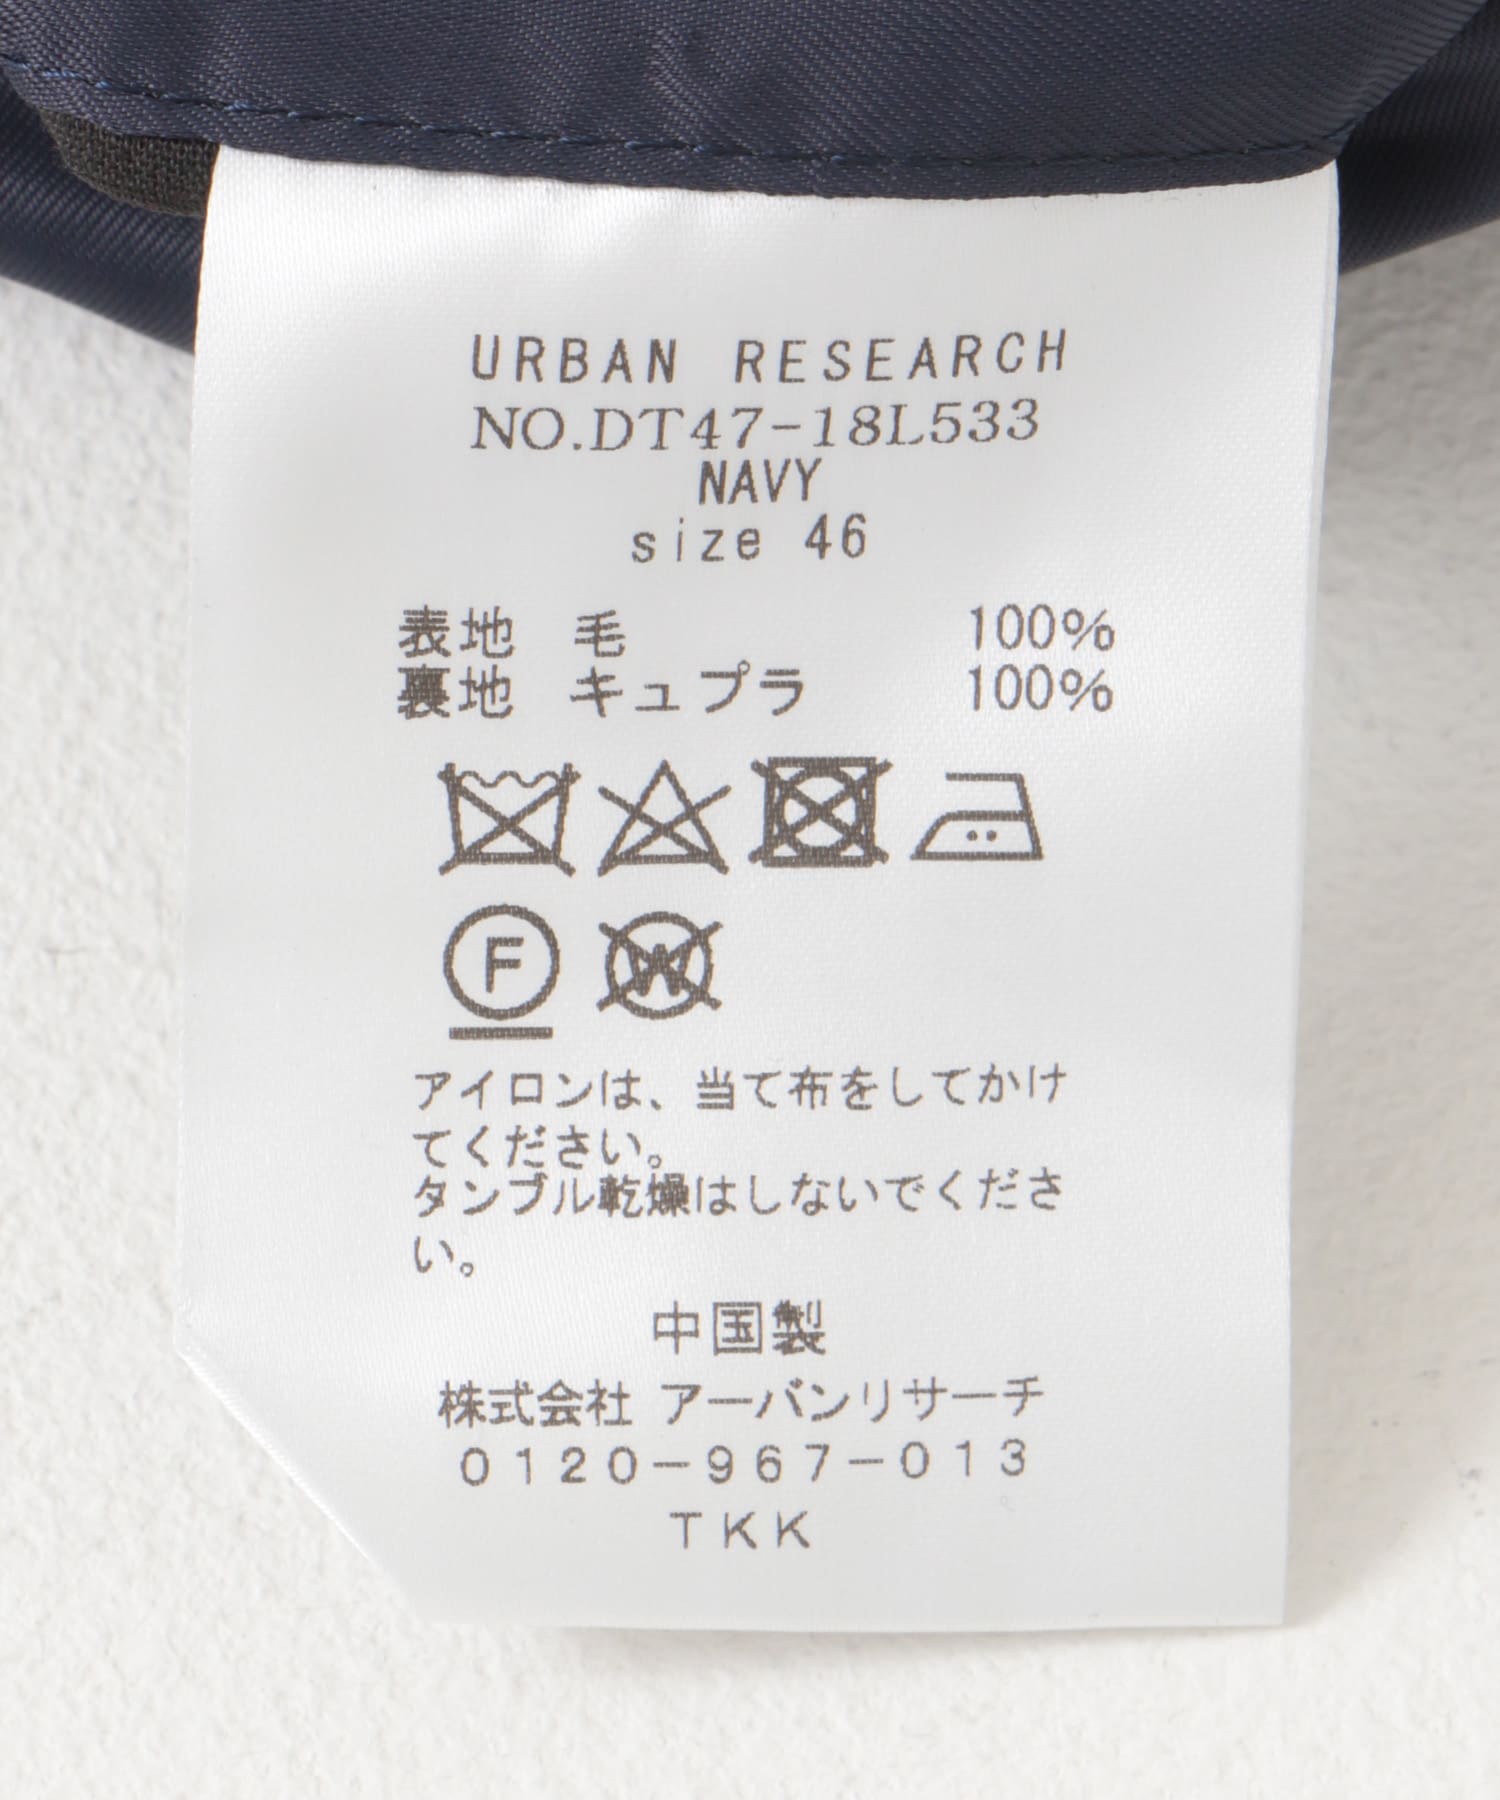 URBAN RESEARCH
NO.DT47-18L533
NAVY
size 46
表地 毛 100%
裏地 キュプラ 100%
F W
アイロンは、当て布をしてかけ
てください。
タンブル乾燥はしないでくださ
い。
中国製
株式会社 アーバンリサーチ
0120-967-013
TKK